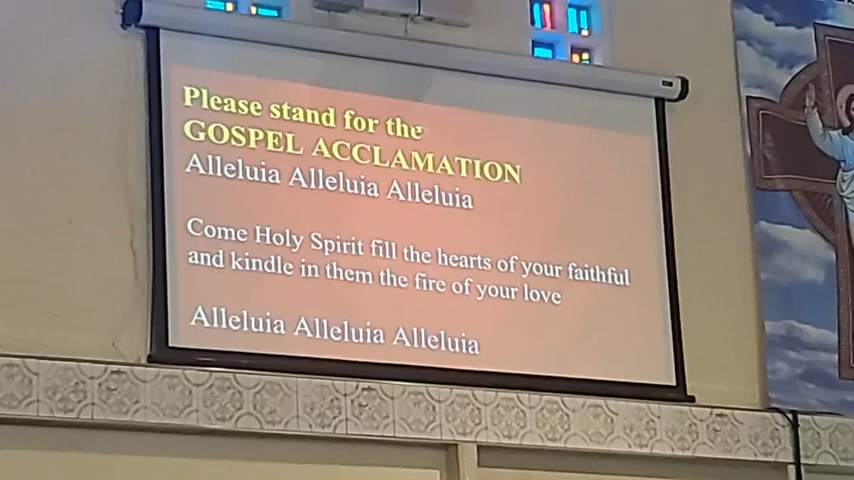 Please stand for the
GOSPEL ACCLAMATION
Alleluia Alleluia Alleluia
Come Holy Spirit fill the hearts of your faithful
and kindle in them the fire of your love
Alleluia Alleluia Alleluia